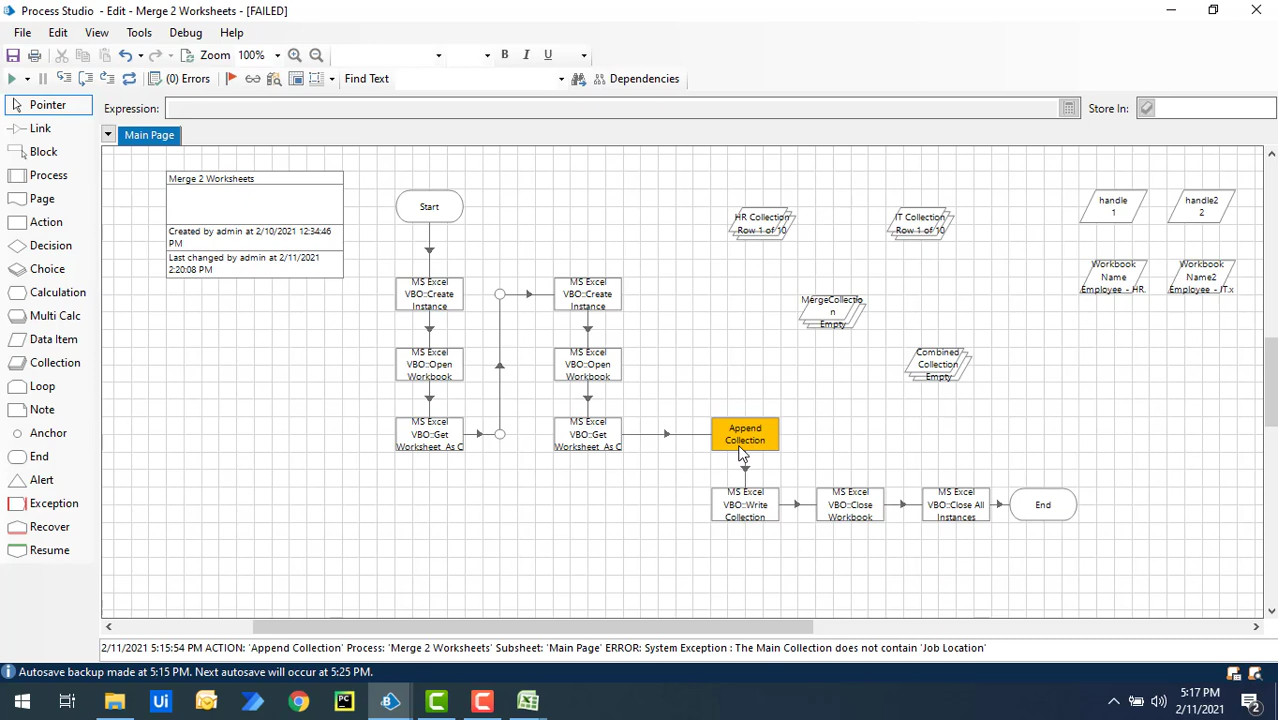 Process Studio - Edit - Merge 2 Worksheets - [FAILED]
File Edit View Tools Debug Help
Zoom 100% B I U
(0) Errors Find Text Dependencies
Expression: Store In:
Pointer
Link
Block
Process
Page
Action
Decision
Choice
Calculation
Multi Calc
Data Item
Collection
Loop
Note
Anchor
End
Alert
Exception
Recover
Resume
Main Page
Merge 2 Worksheets
Created by admin at 2/10/2021 12:34:46
PM
Last changed by admin at 2/11/2021
2:20:08 PM
Start
MS Excel
VBO::Create
Instance
MS Excel
VBO::Open
Workbook
MS Excel
VBO::Get
Worksheet As C
MS Excel
VBO::Create
Instance
MS Excel
VBO::Open
Workbook
MS Excel
VBO::Get
Worksheet As C
HR Collection
Row 1 of 10
IT Collection
Row 1 of 10
MergeCollectio
n
Empty
Combined
Collection
Empty
handle
1
handle2
2
Workbook
Name
Employee - HR.
Workbook
Name2
Employee - IT.x
Append
Collection
MS Excel
VBO::Write
Collection
MS Excel
VBO::Close
Workbook
MS Excel
VBO::Close All
Instances
End
2/11/2021 5:15:54 PM ACTION: 'Append Collection' Process: 'Merge 2 Worksheets' Subsheet: 'Main Page' ERROR: System Exception : The Main Collection does not contain 'Job Location'
Autosave backup made at 5:15 PM. Next autosave will occur at 5:25 PM.
Ui
PC
5:17 PM
2/11/2021
2